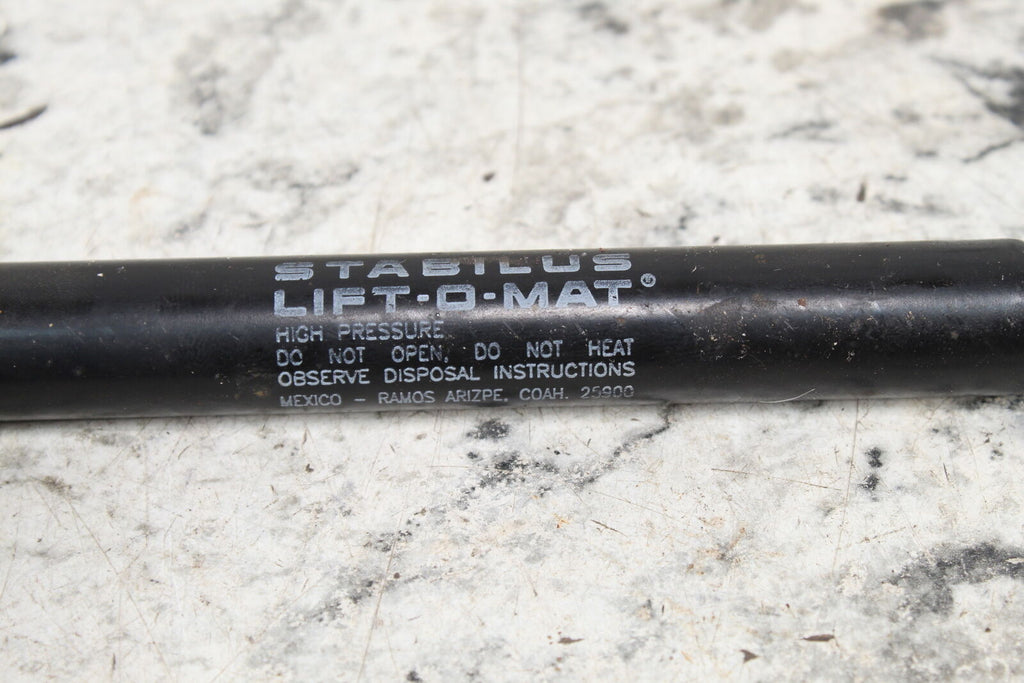 STABILUS
LIFT-O-MAT®
HIGH PRESSURE
DO NOT OPEN, DO NOT HEAT
OBSERVE DISPOSAL INSTRUCTIONS
MEXICO - RAMOS ARIZPE, COAH. 25900